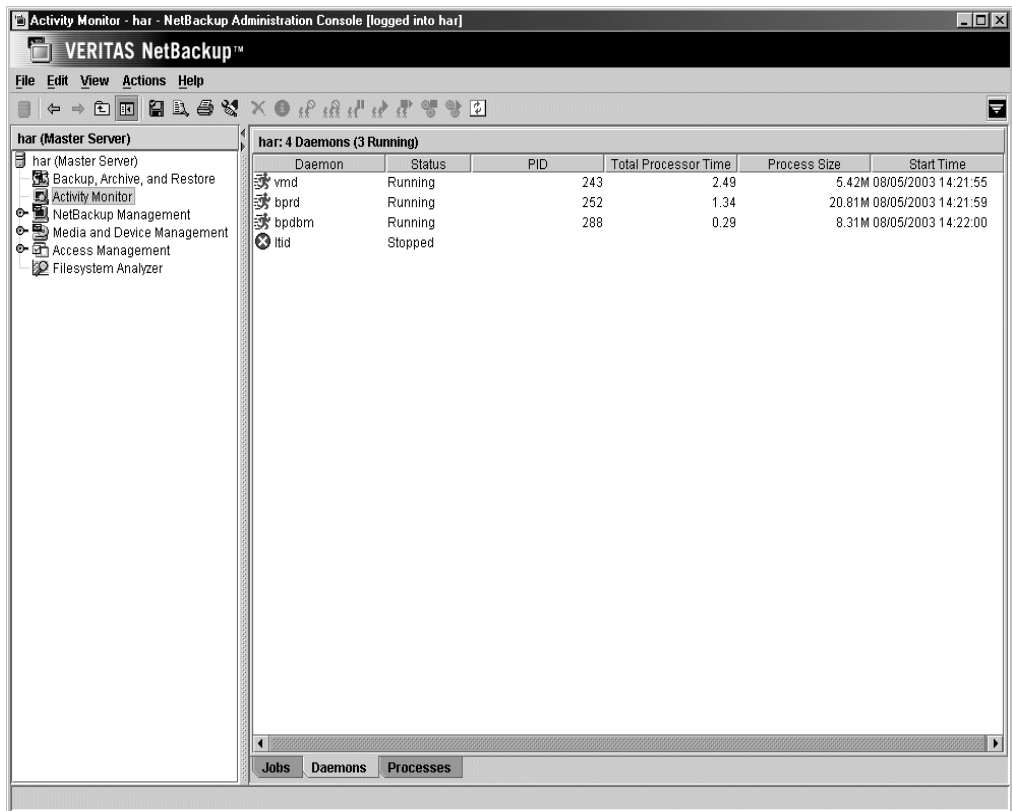 Activity Monitor - har - NetBackup Administration Console [logged into har]
VERITAS NetBackup™
File Edit View Actions Help
har (Master Server)
har (Master Server)
Backup, Archive, and Restore
Activity Monitor
NetBackup Management
Media and Device Management
Access Management
Filesystem Analyzer
har: 4 Daemons (3 Running)
Daemon Status PID Total Processor Time Process Size Start Time
vmd Running 243 2.49 5.42M 08/05/2003 14:21:55
bprd Running 252 1.34 20.81M 08/05/2003 14:21:59
bpdbm Running 288 0.29 8.31M 08/05/2003 14:22:00
ltid Stopped
Jobs Daemons Processes